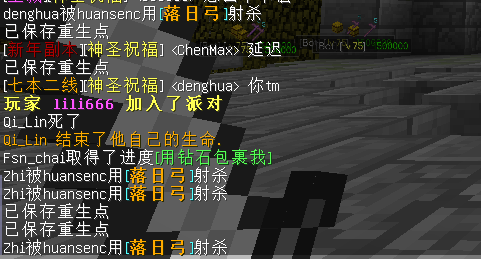 denghua被huansenc用[落日弓]射杀
已保存重生点
[新年副本][神圣祝福] <ChenMax> 延迟
已保存重生点
[七本二线][神圣祝福] <denghua> 你tm
玩家 lili666 加入了派对
Qi_Lin死了
Qi_Lin 结束了他自己的生命.
Fsn_chai取得了进度[用钻石包裹我]
Zhi被huansenc用[落日弓]射杀
Zhi被huansenc用[落日弓]射杀
已保存重生点
已保存重生点
Zhi被huansenc用[落日弓]射杀